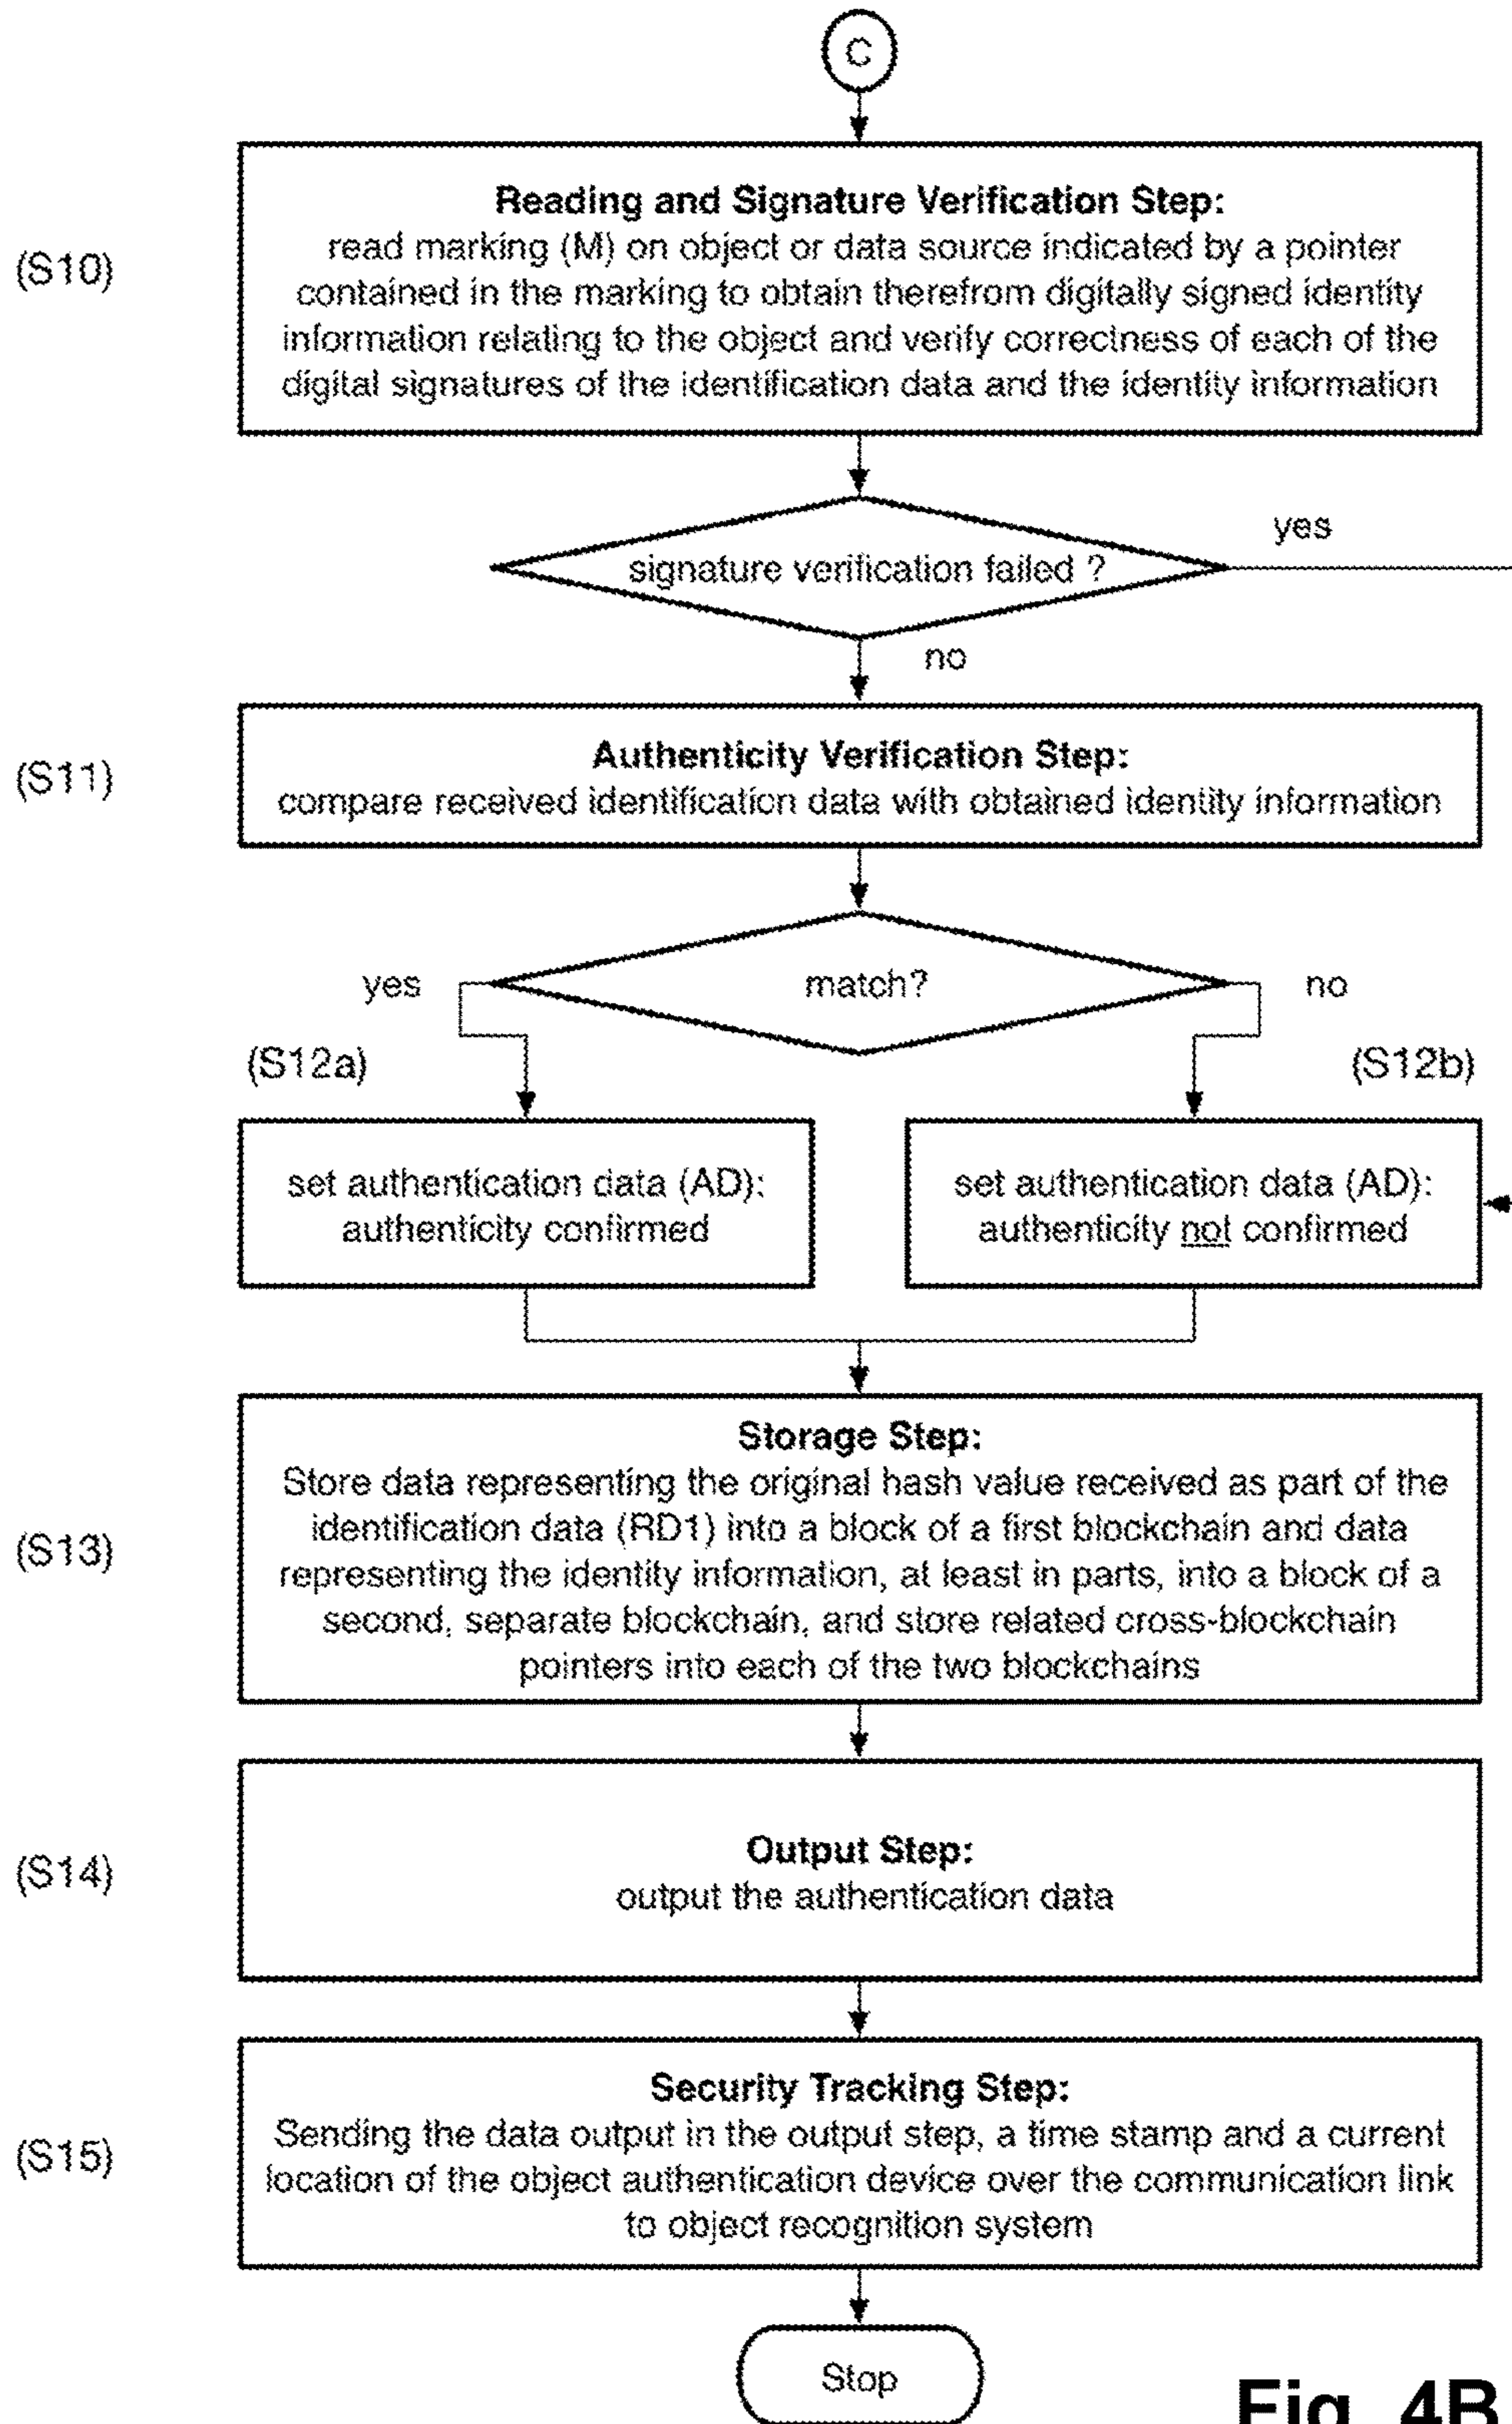 C
(S10)
Reading and Signature Verification Step:
read marking (M) on object or data source indicated by a pointer
contained in the marking to obtain therefrom digitally signed identity
information relating to the object and verify correctness of each of the
digital signatures of the identification data and the identity information
yes
signature verification failed ?
no
(S11)
Authenticity Verification Step:
compare received identification data with obtained identity information
yes
match?
no
(S12a)
(S12b)
set authentication data (AD):
authenticity confirmed
set authentication data (AD):
authenticity not confirmed
(S13)
Storage Step:
Store data representing the original hash value received as part of the
identification data (RD1) into a block of a first blockchain and data
representing the identity information, at least in parts, into a block of a
second, separate blockchain, and store related cross-blockchain
pointers into each of the two blockchains
(S14)
Output Step:
output the authentication data
(S15)
Security Tracking Step:
Sending the data output in the output step, a time stamp and a current
location of the object authentication device over the communication link
to object recognition system
Stop
Fig. 4B